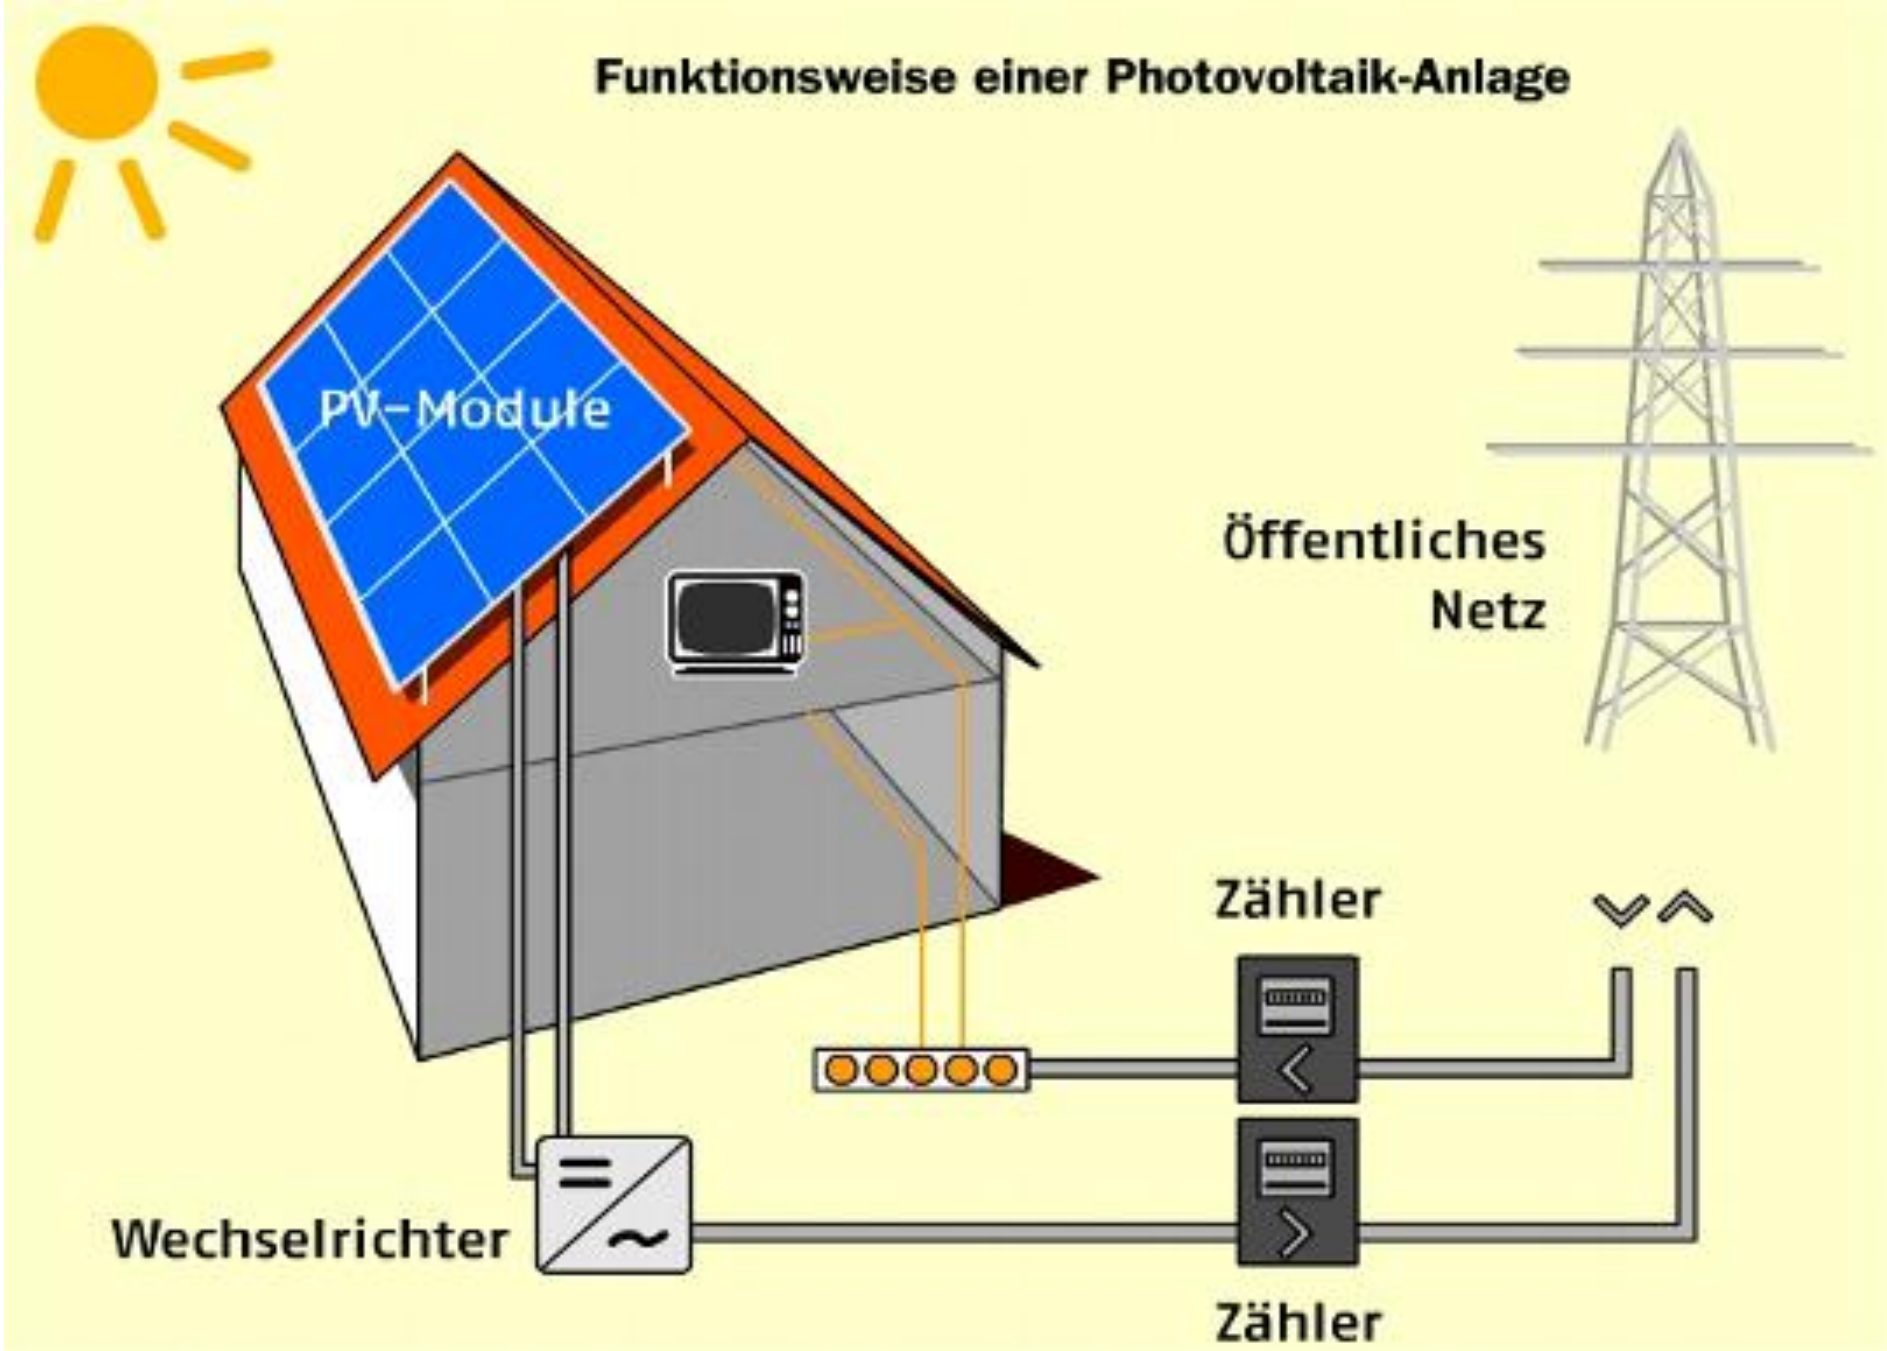 Funktionsweise einer Photovoltaik-Anlage
PV-Module
Öffentliches
Netz
Zähler
Wechselrichter
Zähler